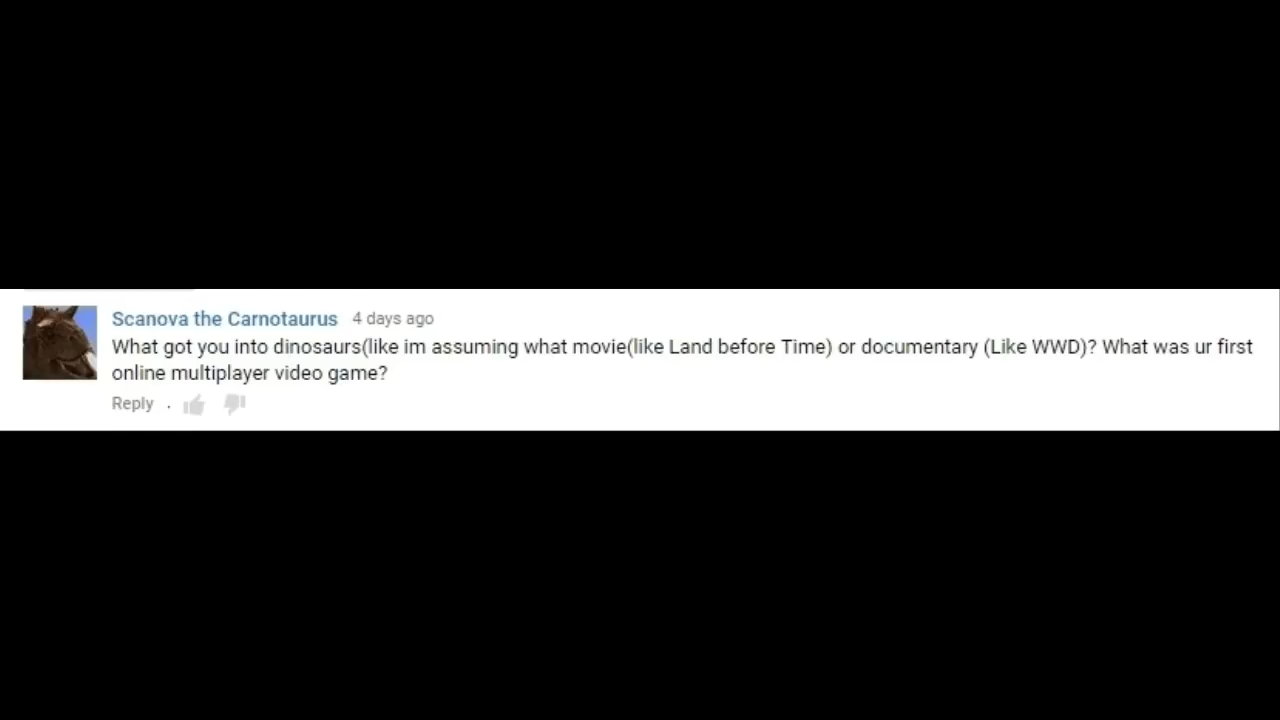 Scanova the Carnotaurus 4 days ago
What got you into dinosaurs(like im assuming what movie(like Land before Time) or documentary (Like WWD)? What was ur first
online multiplayer video game?
Reply .